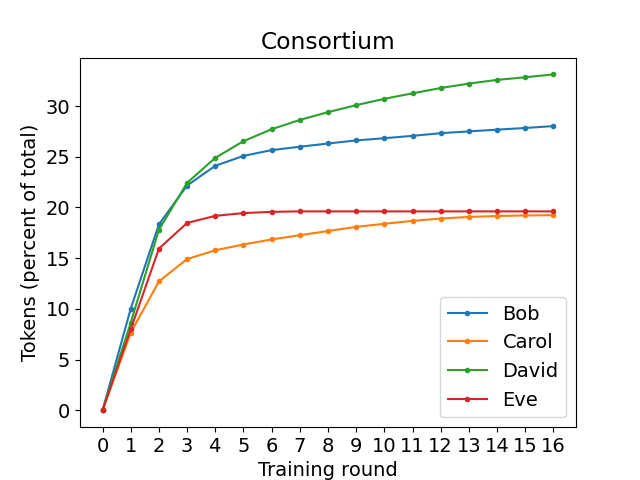 Consortium
Tokens (percent of total)
30
25
20
15
10
5
0
Bob
Carol
David
Eve
0 1 2 3 4 5 6 7 8 9 10 11 12 13 14 15 16
Training round